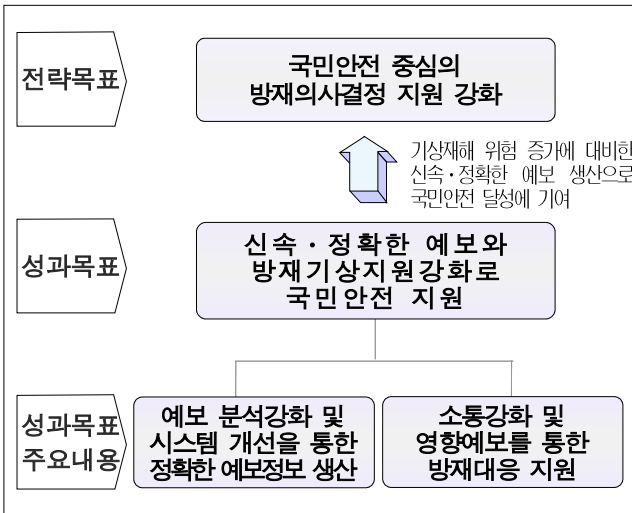 전략목표
국민안전 중심의
방재의사결정 지원 강화
기상재해 위험 증가에 대비한
신속·정확한 예보 생산으로
국민안전 달성에 기여
성과목표
신속·정확한 예보와
방재기상지원강화로
국민안전 지원
성과목표
주요내용
예보 분석강화 및
시스템 개선을 통한
정확한 예보정보 생산
소통강화 및
영향예보를 통한
방재대응 지원